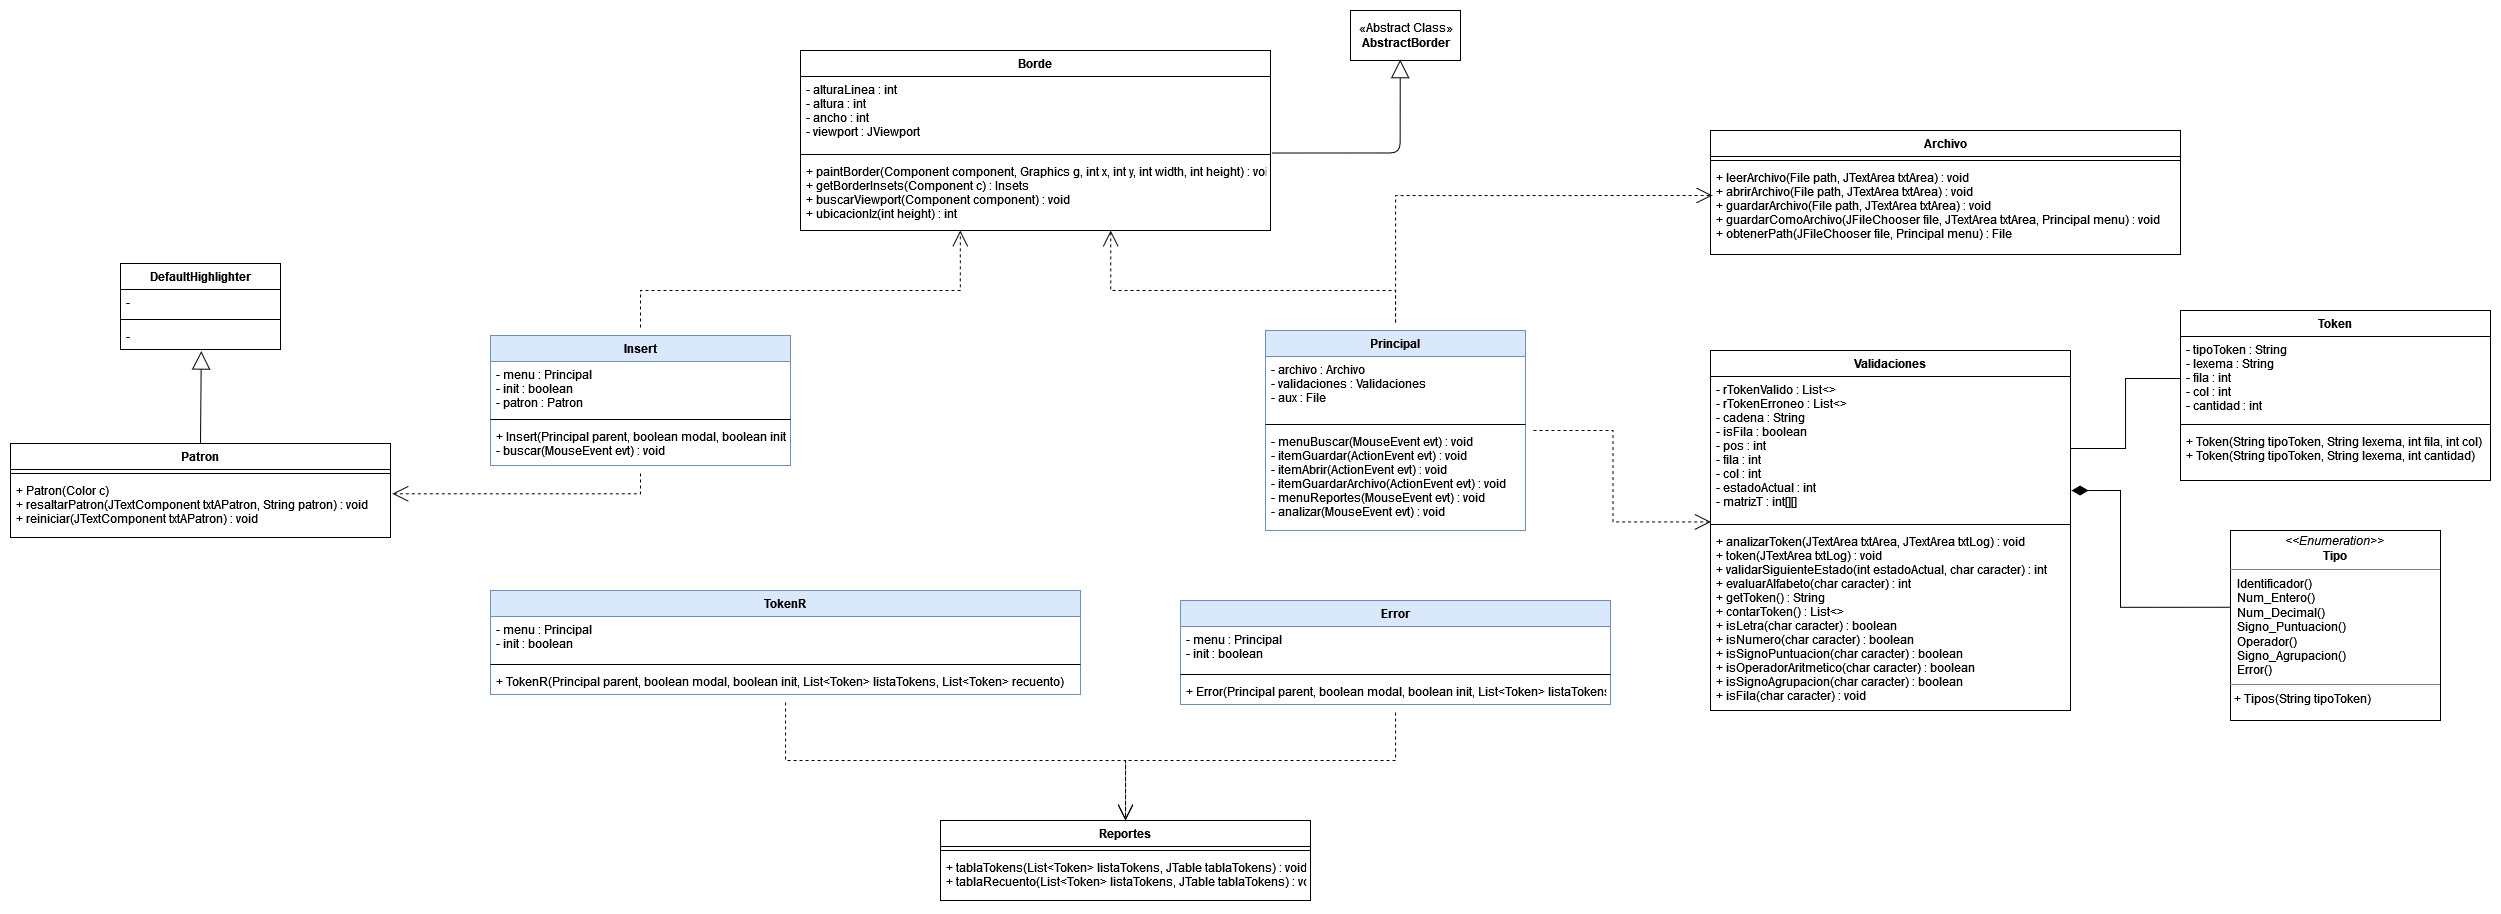 «Abstract Class»
AbstractBorder
Borde
- alturaLinea : int
- altura : int
- ancho : int
- viewport : JViewport
+ paintBorder(Component component, Graphics g, int x, int y, int width, int height) : voi
+ getBorderInsets(Component c) : Insets
+ buscarViewport(Component component) : void
+ ubicacionIz(int height) : int
Archivo
+ leerArchivo(File path, JTextArea txtArea) : void
+ abrirArchivo(File path, JTextArea txtArea) : void
+ guardarArchivo(File path, JTextArea txtArea) : void
+ guardarComoArchivo(JFileChooser file, JTextArea txtArea, Principal menu) : void
+ obtenerPath(JFileChooser file, Principal menu) : File
DefaultHighlighter
-
-
Patron
+ Patron(Color c)
+ resaltarPatron(JTextComponent txtAPatron, String patron) : void
+ reiniciar(JTextComponent txtAPatron) : void
Insert
- menu : Principal
- init : boolean
- patron : Patron
+ Insert(Principal parent, boolean modal, boolean init
- buscar(MouseEvent evt) : void
Principal
- archivo : Archivo
- validaciones : Validaciones
- aux : File
- menuBuscar(MouseEvent evt) : void
- itemGuardar(ActionEvent evt) : void
- itemAbrir(ActionEvent evt) : void
- itemGuardarArchivo(ActionEvent evt) : void
- menuReportes(MouseEvent evt) : void
- analizar(MouseEvent evt) : void
Validaciones
- rTokenValido : List<>
- rTokenErroneo : List<>
- cadena : String
- isFila : boolean
- pos : int
- fila : int
- col : int
- estadoActual : int
- matrizT : int[][]
+ analizarToken(JTextArea txtArea, JTextArea txtLog) : void
+ token(JTextArea txtLog) : void
+ validarSiguienteEstado(int estadoActual, char caracter) : int
+ evaluarAlfabeto(char caracter) : int
+ getToken() : String
+ contarToken() : List<>
+ isLetra(char caracter) : boolean
+ isNumero(char caracter) : boolean
+ isSignoPuntuacion(char caracter) : boolean
+ isOperadorAritmetico(char caracter) : boolean
+ isSignoAgrupacion(char caracter) : boolean
+ isFila(char caracter) : void
Token
- tipoToken : String
- lexema : String
- fila : int
- col : int
- cantidad : int
+ Token(String tipoToken, String lexema, int fila, int col)
+ Token(String tipoToken, String lexema, int cantidad)
<<Enumeration>>
Tipo
Identificador()
Num_Entero()
Num_Decimal()
Signo_Puntuacion()
Operador()
Signo_Agrupacion()
Error()
+ Tipos(String tipoToken)
TokenR
- menu : Principal
- init : boolean
+ TokenR(Principal parent, boolean modal, boolean init, List<Token> listaTokens, List<Token> recuento)
Error
- menu : Principal
- init : boolean
+ Error(Principal parent, boolean modal, boolean init, List<Token> listaTokens
Reportes
+ tablaTokens(List<Token> listaTokens, JTable tablaTokens) : void
+ tablaRecuento(List<Token> listaTokens, JTable tablaTokens) : vo